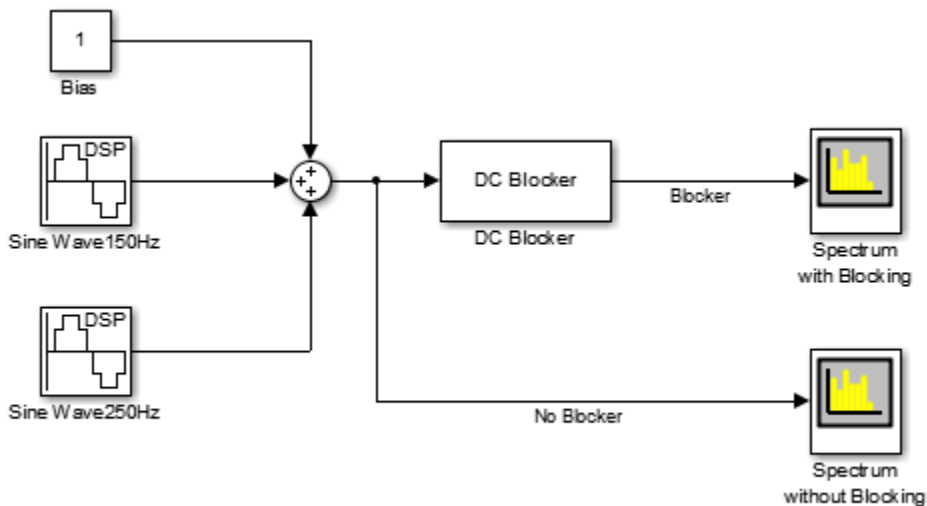 1
Bias
DSP
Sine Wave150Hz
DSP
Sine Wave250Hz
+
+
+
DC Blocker
DC Blocker
Blocker
Spectrum
with Blocking
No Blocker
Spectrum
without Blocking